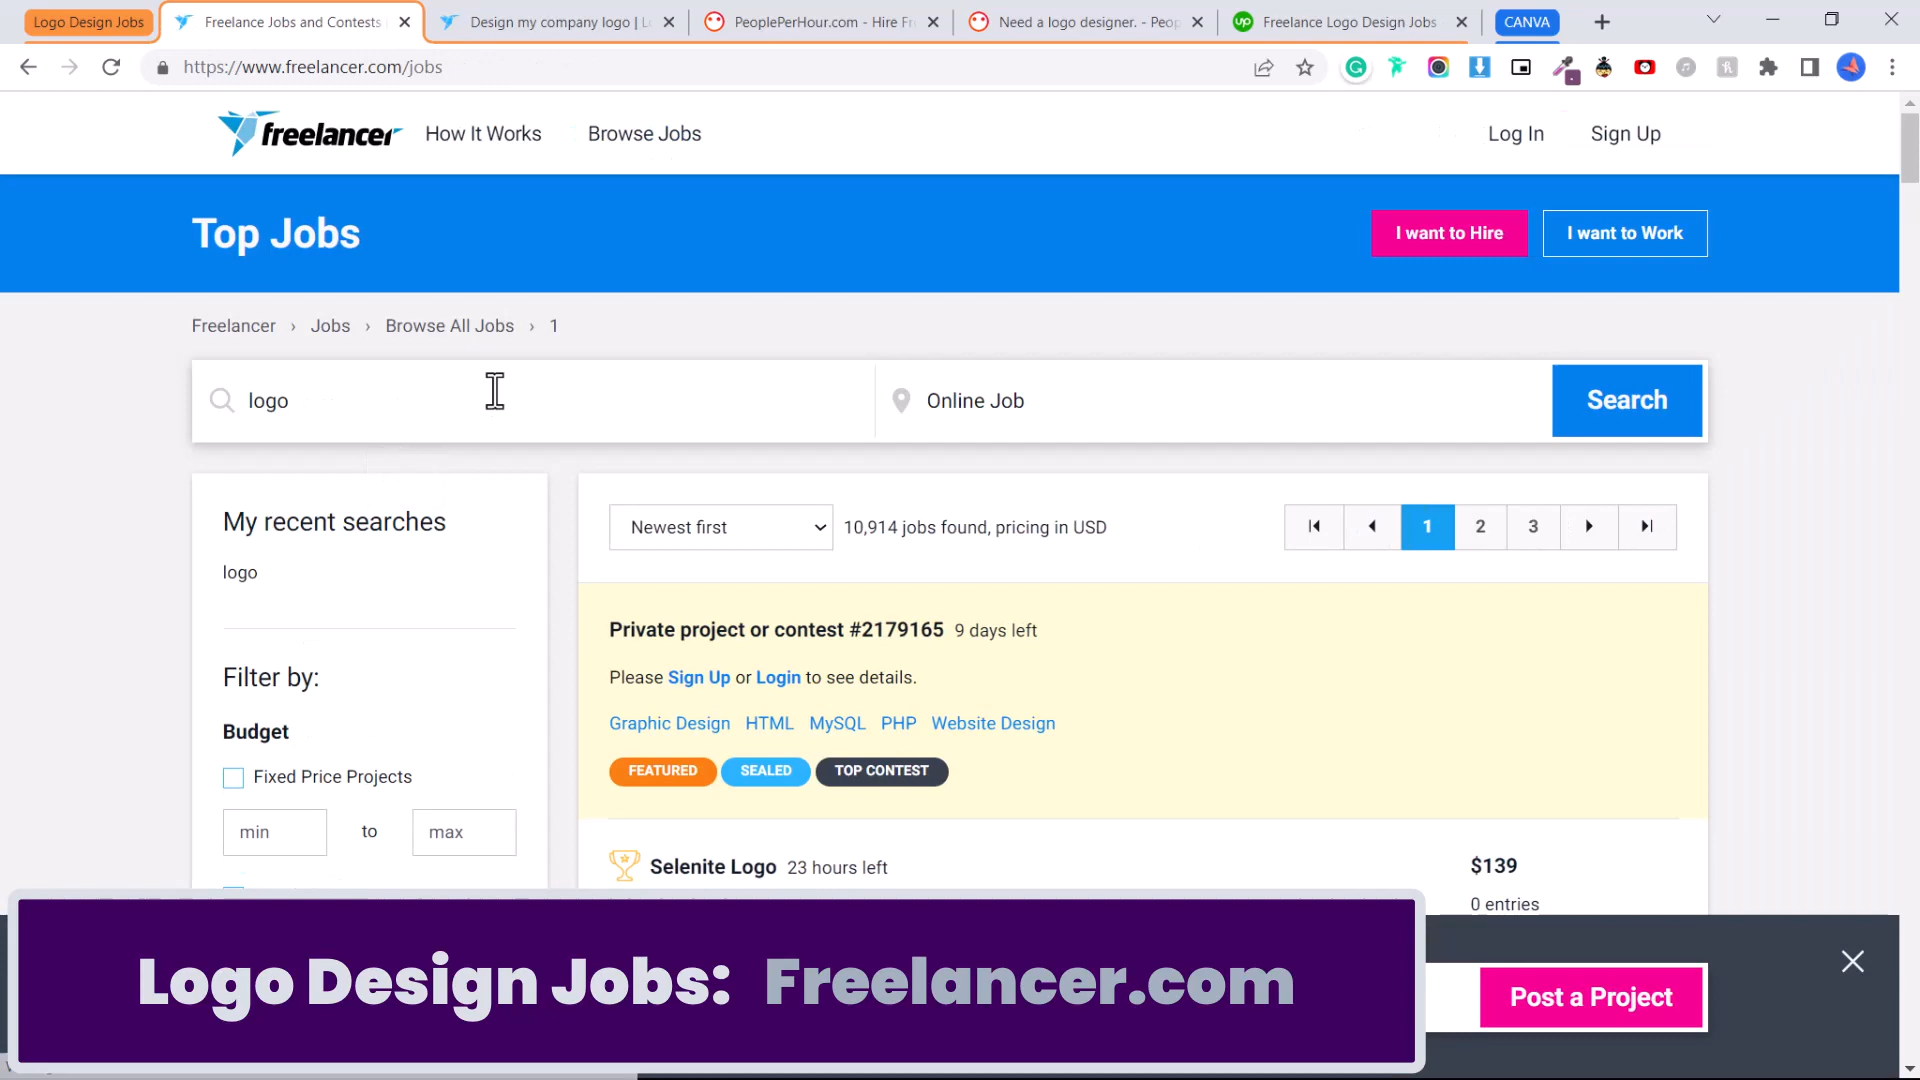 Logo Design Jobs
Freelance Jobs and Contests
Design my company logo | Lo
PeoplePerHour.com - Hire Fr
Need a logo designer. - Peop
Freelance Logo Design Jobs
CANVA
https://www.freelancer.com/jobs
freelancer
How It Works
Browse Jobs
Log In
Sign Up
Top Jobs
I want to Hire
I want to Work
Freelancer › Jobs › Browse All Jobs › 1
logo
Online Job
Search
My recent searches
logo
Filter by:
Budget
Fixed Price Projects
min to max
Newest first
10,914 jobs found, pricing in USD
1 2 3
Private project or contest #2179165 9 days left
Please Sign Up or Login to see details.
Graphic Design HTML MySQL PHP Website Design
FEATURED SEALED TOP CONTEST
Selenite Logo 23 hours left
$139
0 entries
Logo Design Jobs: Freelancer.com
Post a Project